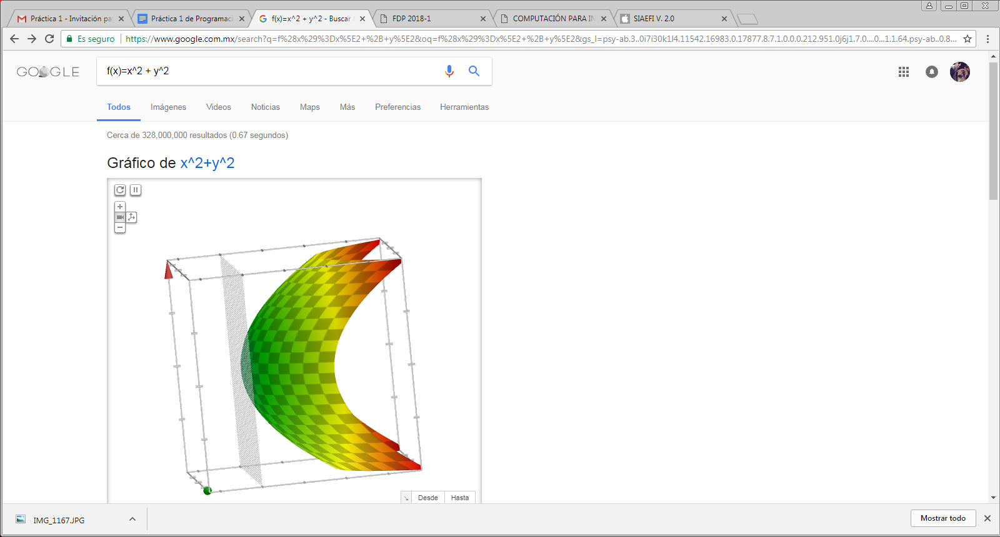 Práctica 1 - Invitación pa
Práctica 1 de Programaci
f(x)=x^2 + y^2 - Buscar
FDP 2018-1
COMPUTACIÓN PARA IN
SIAEFI V. 2.0
Es seguro
https://www.google.com.mx/search?q=f%28x%29%3Dx%5E2+%2B+y%5E2&oq=f%28x%29%3Dx%5E2+%2B+y%5E2&gs_l=psy-ab.3..0i7i30k1l4.11542.16983.0.17877.8.7.1.0.0.0.212.951.0j6j1.7.0....0...1.1.64.psy-ab..0.8...
GOOGLE
f(x)=x^2 + y^2
Todos
Imágenes
Videos
Noticias
Maps
Más
Preferencias
Herramientas
Cerca de 328,000,000 resultados (0.67 segundos)
Gráfico de x^2+y^2
Desde
Hasta
IMG_1167.JPG
Mostrar todo